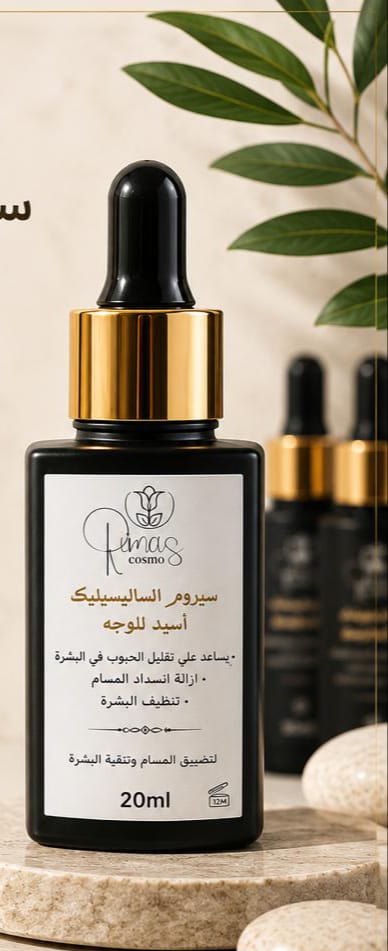 Rimas
cosmo
سيروم الساليسيليك
أسيد للوجه
•يساعد علي تقليل الحبوب في البشرة
• ازالة انسداد المسام
• تنظيف البشرة
لتضييق المسام وتنقية البشرة
20ml
12M